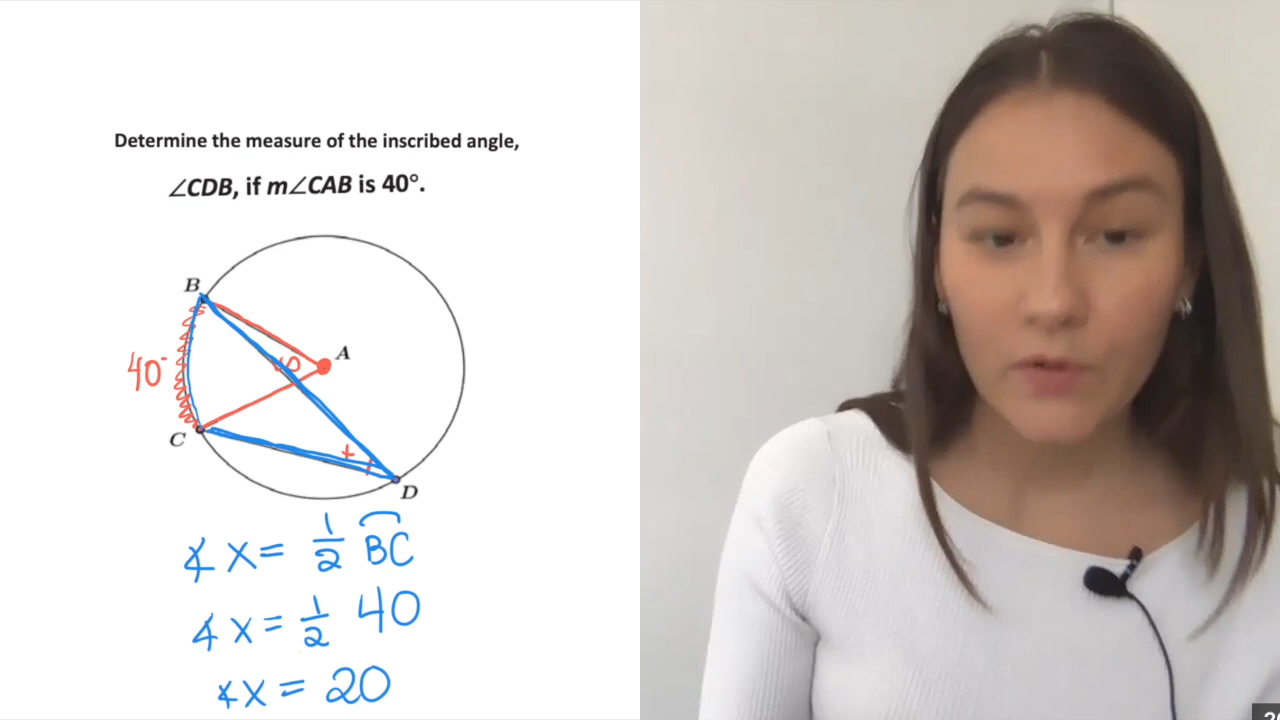 Determine the measure of the inscribed angle,
∠CDB, if m∠CAB is 40°.
B
A
40°
C
D
∡ x = 1/2 BC
∡ x = 1/2 40
∡ x = 20